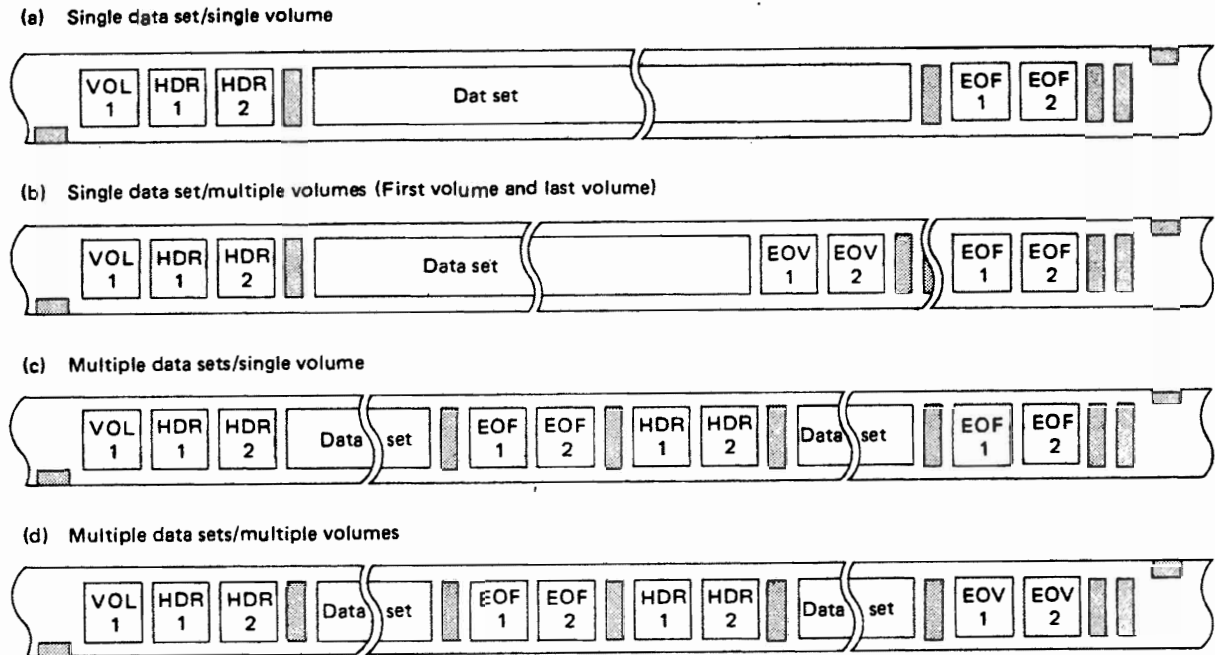 (a) Single data set/single volume
VOL 1 HDR 1 HDR 2 Dat set EOF 1 EOF 2
(b) Single data set/multiple volumes (First volume and last volume)
VOL 1 HDR 1 HDR 2 Data set EOV 1 EOV 2 EOF 1 EOF 2
(c) Multiple data sets/single volume
VOL 1 HDR 1 HDR 2 Data set EOF 1 EOF 2 HDR 1 HDR 2 Data set EOF 1 EOF 2
(d) Multiple data sets/multiple volumes
VOL 1 HDR 1 HDR 2 Data set EOF 1 EOF 2 HDR 1 HDR 2 Data set EOV 1 EOV 2